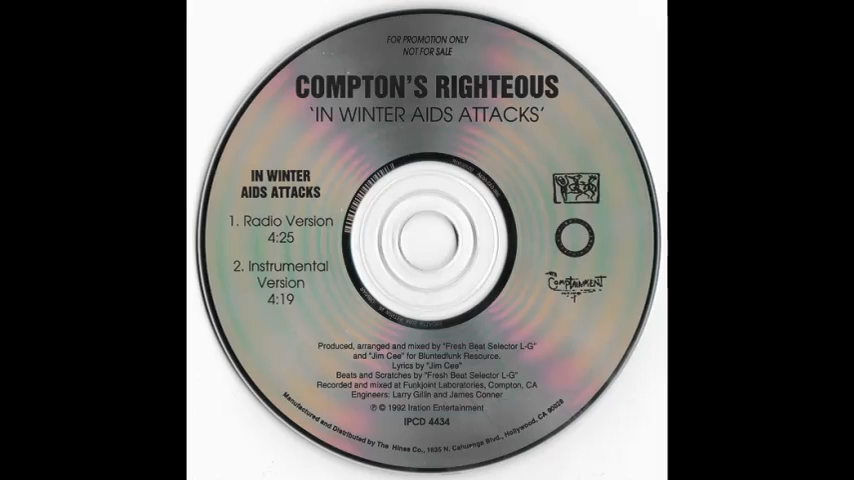 FOR PROMOTION ONLY
NOT FOR SALE
COMPTON'S RIGHTEOUS
'IN WINTER AIDS ATTACKS'
IN WINTER
AIDS ATTACKS
1. Radio Version
4:25
2. Instrumental
Version
4:19
COMPTAINMENT
Produced, arranged and mixed by "Fresh Beat Selector L-G"
and "Jim Cee" for Bluntedfunk Resource.
Lyrics by "Jim Cee"
Beats and Scratches by "Fresh Beat Selector L-G"
Recorded and mixed at Funkjoint Laboratories, Compton, CA
Engineers: Larry Gillin and James Conner
℗ © 1992 Iration Entertainment
IPCD 4434
Manufactured and Distributed by The Hines Co., 1635 N. Cahuenga Blvd., Hollywood, CA 90028